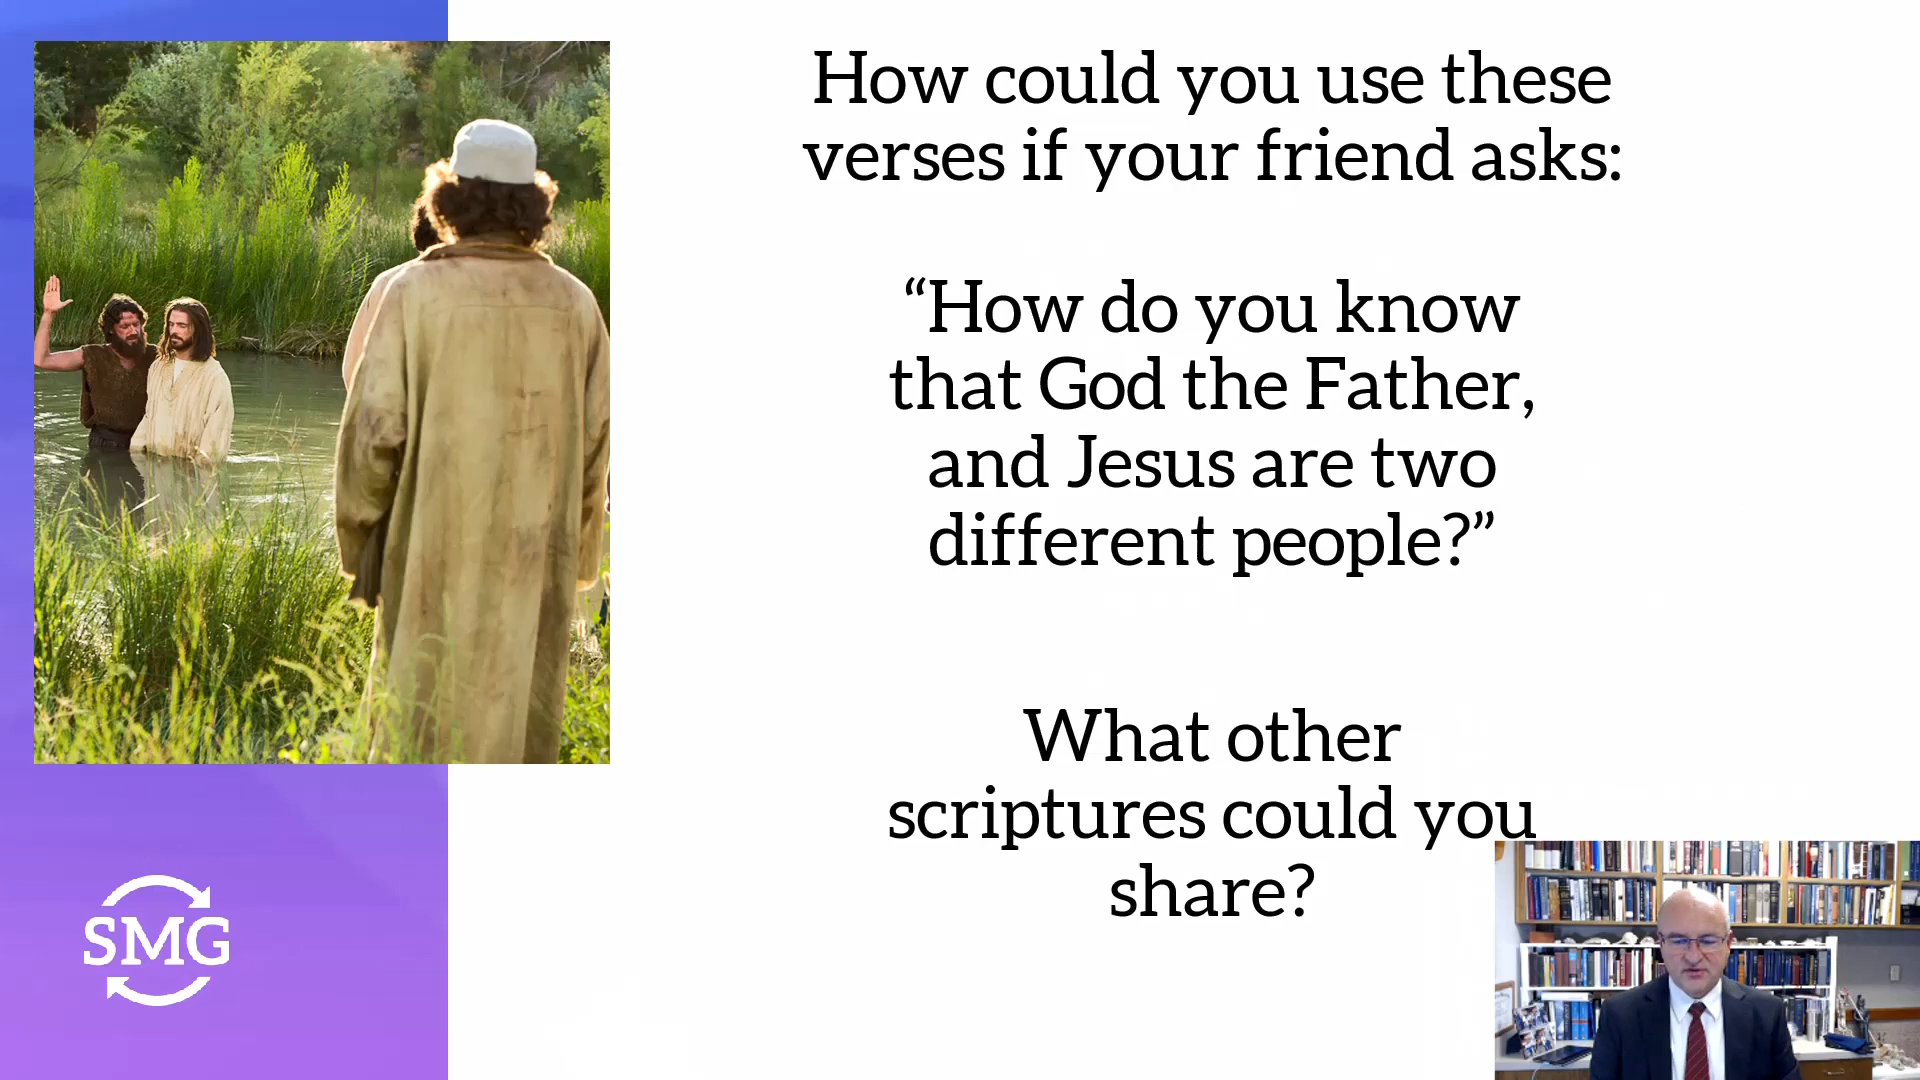 How could you use these
verses if your friend asks:
“How do you know
that God the Father,
and Jesus are two
different people?”
What other
scriptures could you
share?
SMG